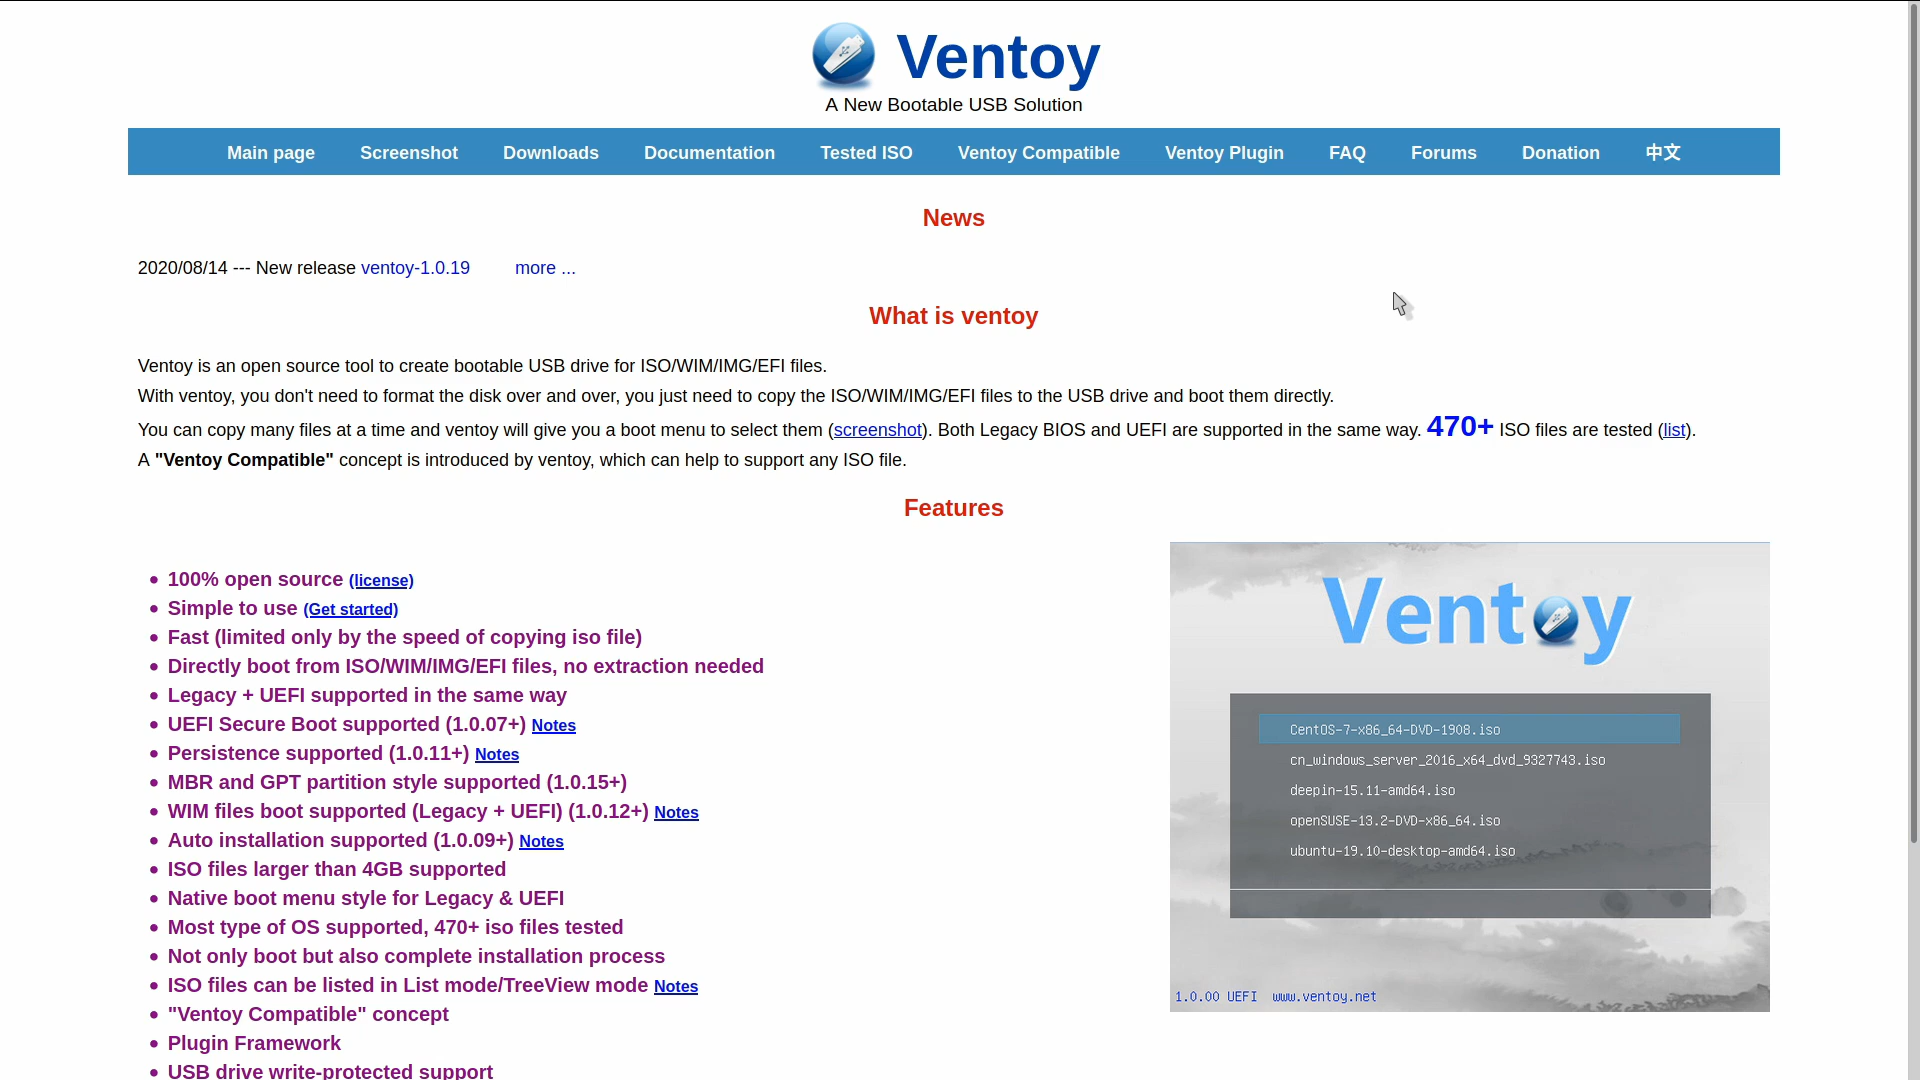 Ventoy
A New Bootable USB Solution
Main page Screenshot Downloads Documentation Tested ISO Ventoy Compatible Ventoy Plugin FAQ Forums Donation 中文
News
2020/08/14 --- New release ventoy-1.0.19 more ...
What is ventoy
Ventoy is an open source tool to create bootable USB drive for ISO/WIM/IMG/EFI files.
With ventoy, you don't need to format the disk over and over, you just need to copy the ISO/WIM/IMG/EFI files to the USB drive and boot them directly.
You can copy many files at a time and ventoy will give you a boot menu to select them (screenshot). Both Legacy BIOS and UEFI are supported in the same way. 470+ ISO files are tested (list).
A "Ventoy Compatible" concept is introduced by ventoy, which can help to support any ISO file.
Features
100% open source (license)
Simple to use (Get started)
Fast (limited only by the speed of copying iso file)
Directly boot from ISO/WIM/IMG/EFI files, no extraction needed
Legacy + UEFI supported in the same way
UEFI Secure Boot supported (1.0.07+) Notes
Persistence supported (1.0.11+) Notes
MBR and GPT partition style supported (1.0.15+)
WIM files boot supported (Legacy + UEFI) (1.0.12+) Notes
Auto installation supported (1.0.09+) Notes
ISO files larger than 4GB supported
Native boot menu style for Legacy & UEFI
Most type of OS supported, 470+ iso files tested
Not only boot but also complete installation process
ISO files can be listed in List mode/TreeView mode Notes
"Ventoy Compatible" concept
Plugin Framework
USB drive write-protected support
Ventoy
CentOS-7-x86_64-DVD-1908.iso
cn_windows_server_2016_x64_dvd_9327743.iso
deepin-15.11-amd64.iso
openSUSE-13.2-DVD-x86_64.iso
ubuntu-19.10-desktop-amd64.iso
1.0.00 UEFI www.ventoy.net